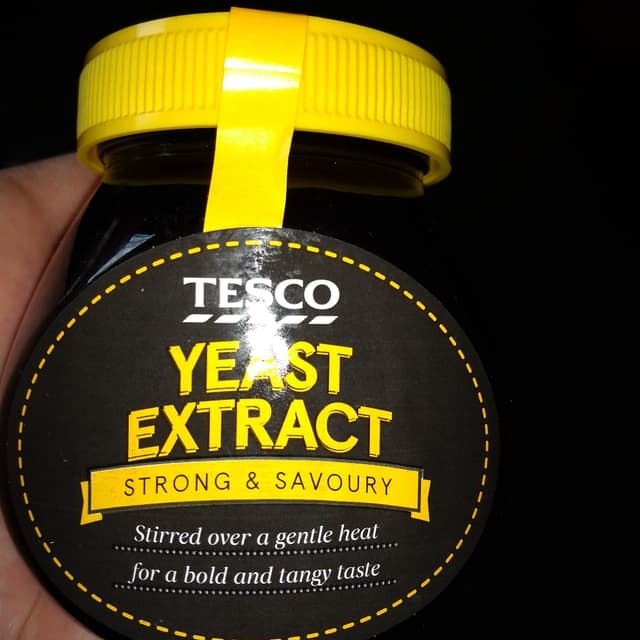 TESCO
YEAST
EXTRACT
STRONG & SAVOURY
Stirred over a gentle heat
for a bold and tangy taste